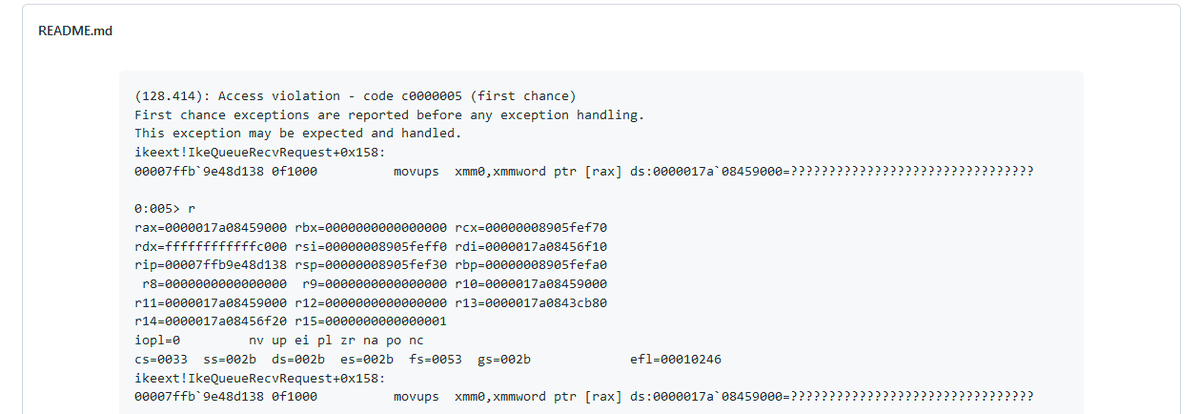 README.md
(128.414): Access violation - code c0000005 (first chance)
First chance exceptions are reported before any exception handling.
This exception may be expected and handled.
ikeext!IkeQueueRecvRequest+0x158:
00007ffb`9e48d138 0f1000          movups  xmm0,xmmword ptr [rax] ds:0000017a`08459000=????????????????????????????????
0:005> r
rax=0000017a08459000 rbx=0000000000000000 rcx=00000008905fef70
rdx=ffffffffffffc000 rsi=00000008905feff0 rdi=0000017a08456f10
rip=00007ffb9e48d138 rsp=00000008905fef30 rbp=00000008905fefa0
 r8=0000000000000000  r9=0000000000000000 r10=0000017a08459000
r11=0000017a08459000 r12=0000000000000000 r13=0000017a0843cb80
r14=0000017a08456f20 r15=0000000000000001
iopl=0         nv up ei pl zr na po nc
cs=0033  ss=002b  ds=002b  es=002b  fs=0053  gs=002b             efl=00010246
ikeext!IkeQueueRecvRequest+0x158:
00007ffb`9e48d138 0f1000          movups  xmm0,xmmword ptr [rax] ds:0000017a`08459000=????????????????????????????????